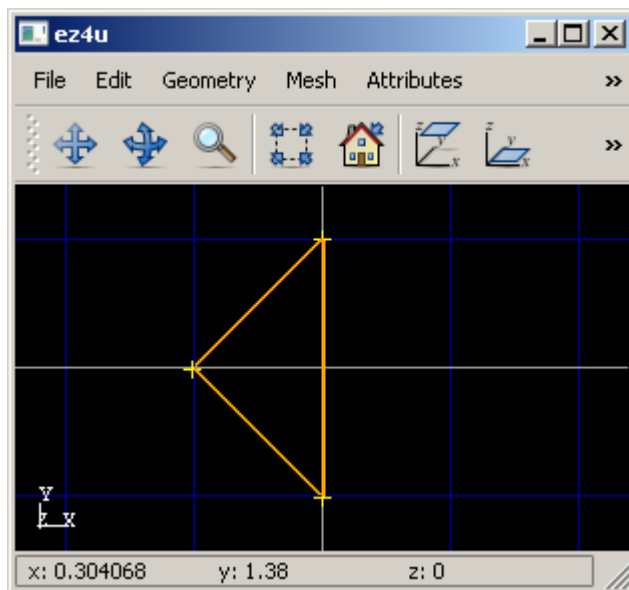 ez4u
File Edit Geometry Mesh Attributes »
z y x z y x »
Y
z X
x: 0.304068 y: 1.38 z: 0